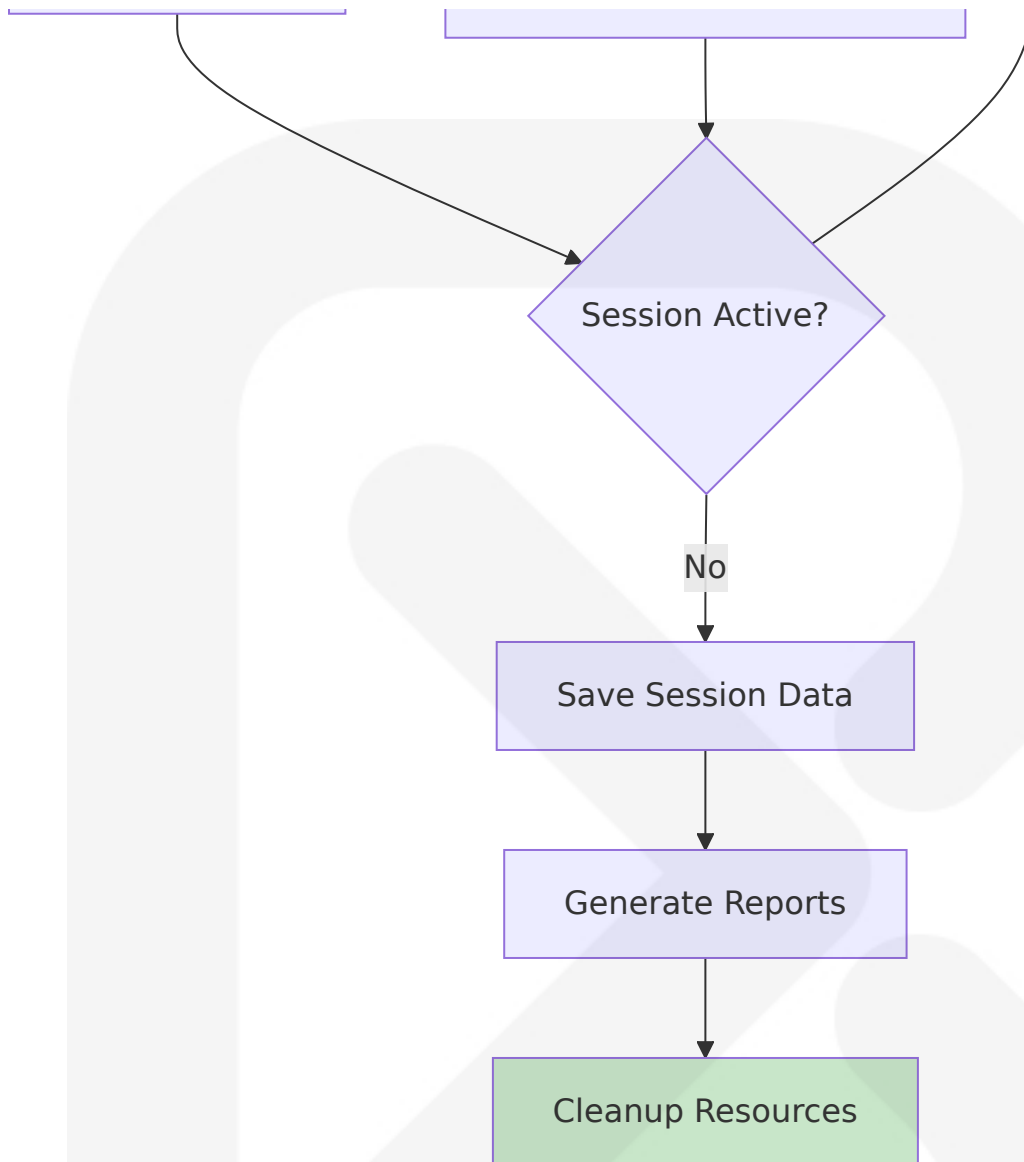 Session Active?
No
Save Session Data
Generate Reports
Cleanup Resources